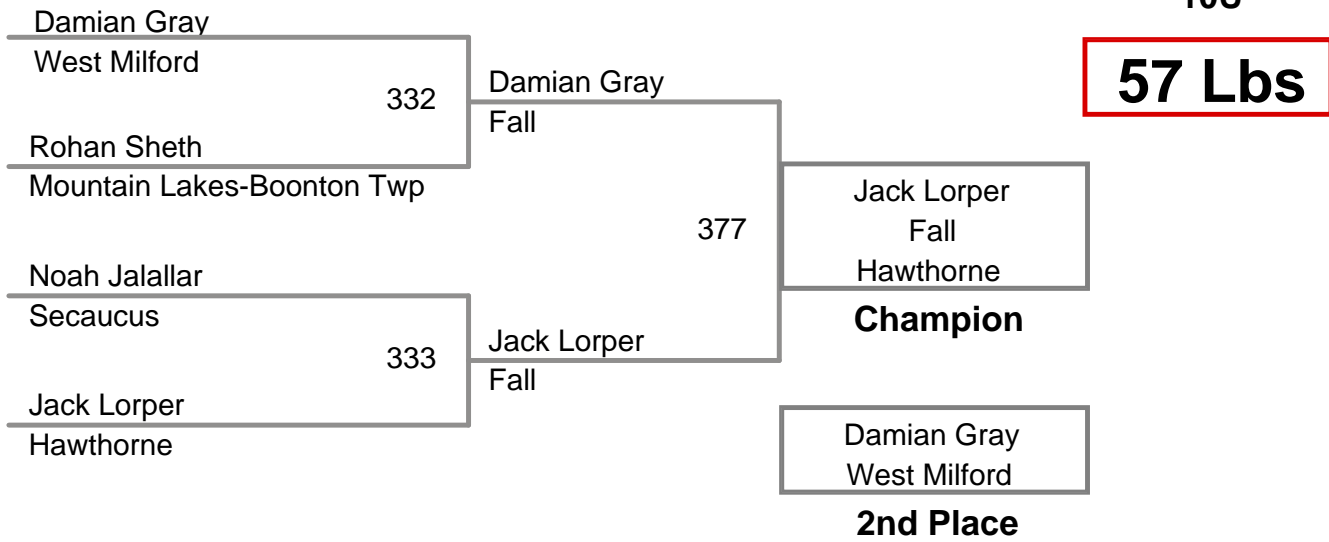 10U
57 Lbs
Damian Gray
West Milford
332
Rohan Sheth
Mountain Lakes-Boonton Twp
Damian Gray
Fall
Noah Jalallar
Secaucus
333
Jack Lorper
Hawthorne
Jack Lorper
Fall
377
Jack Lorper
Fall
Hawthorne
Champion
Damian Gray
West Milford
2nd Place